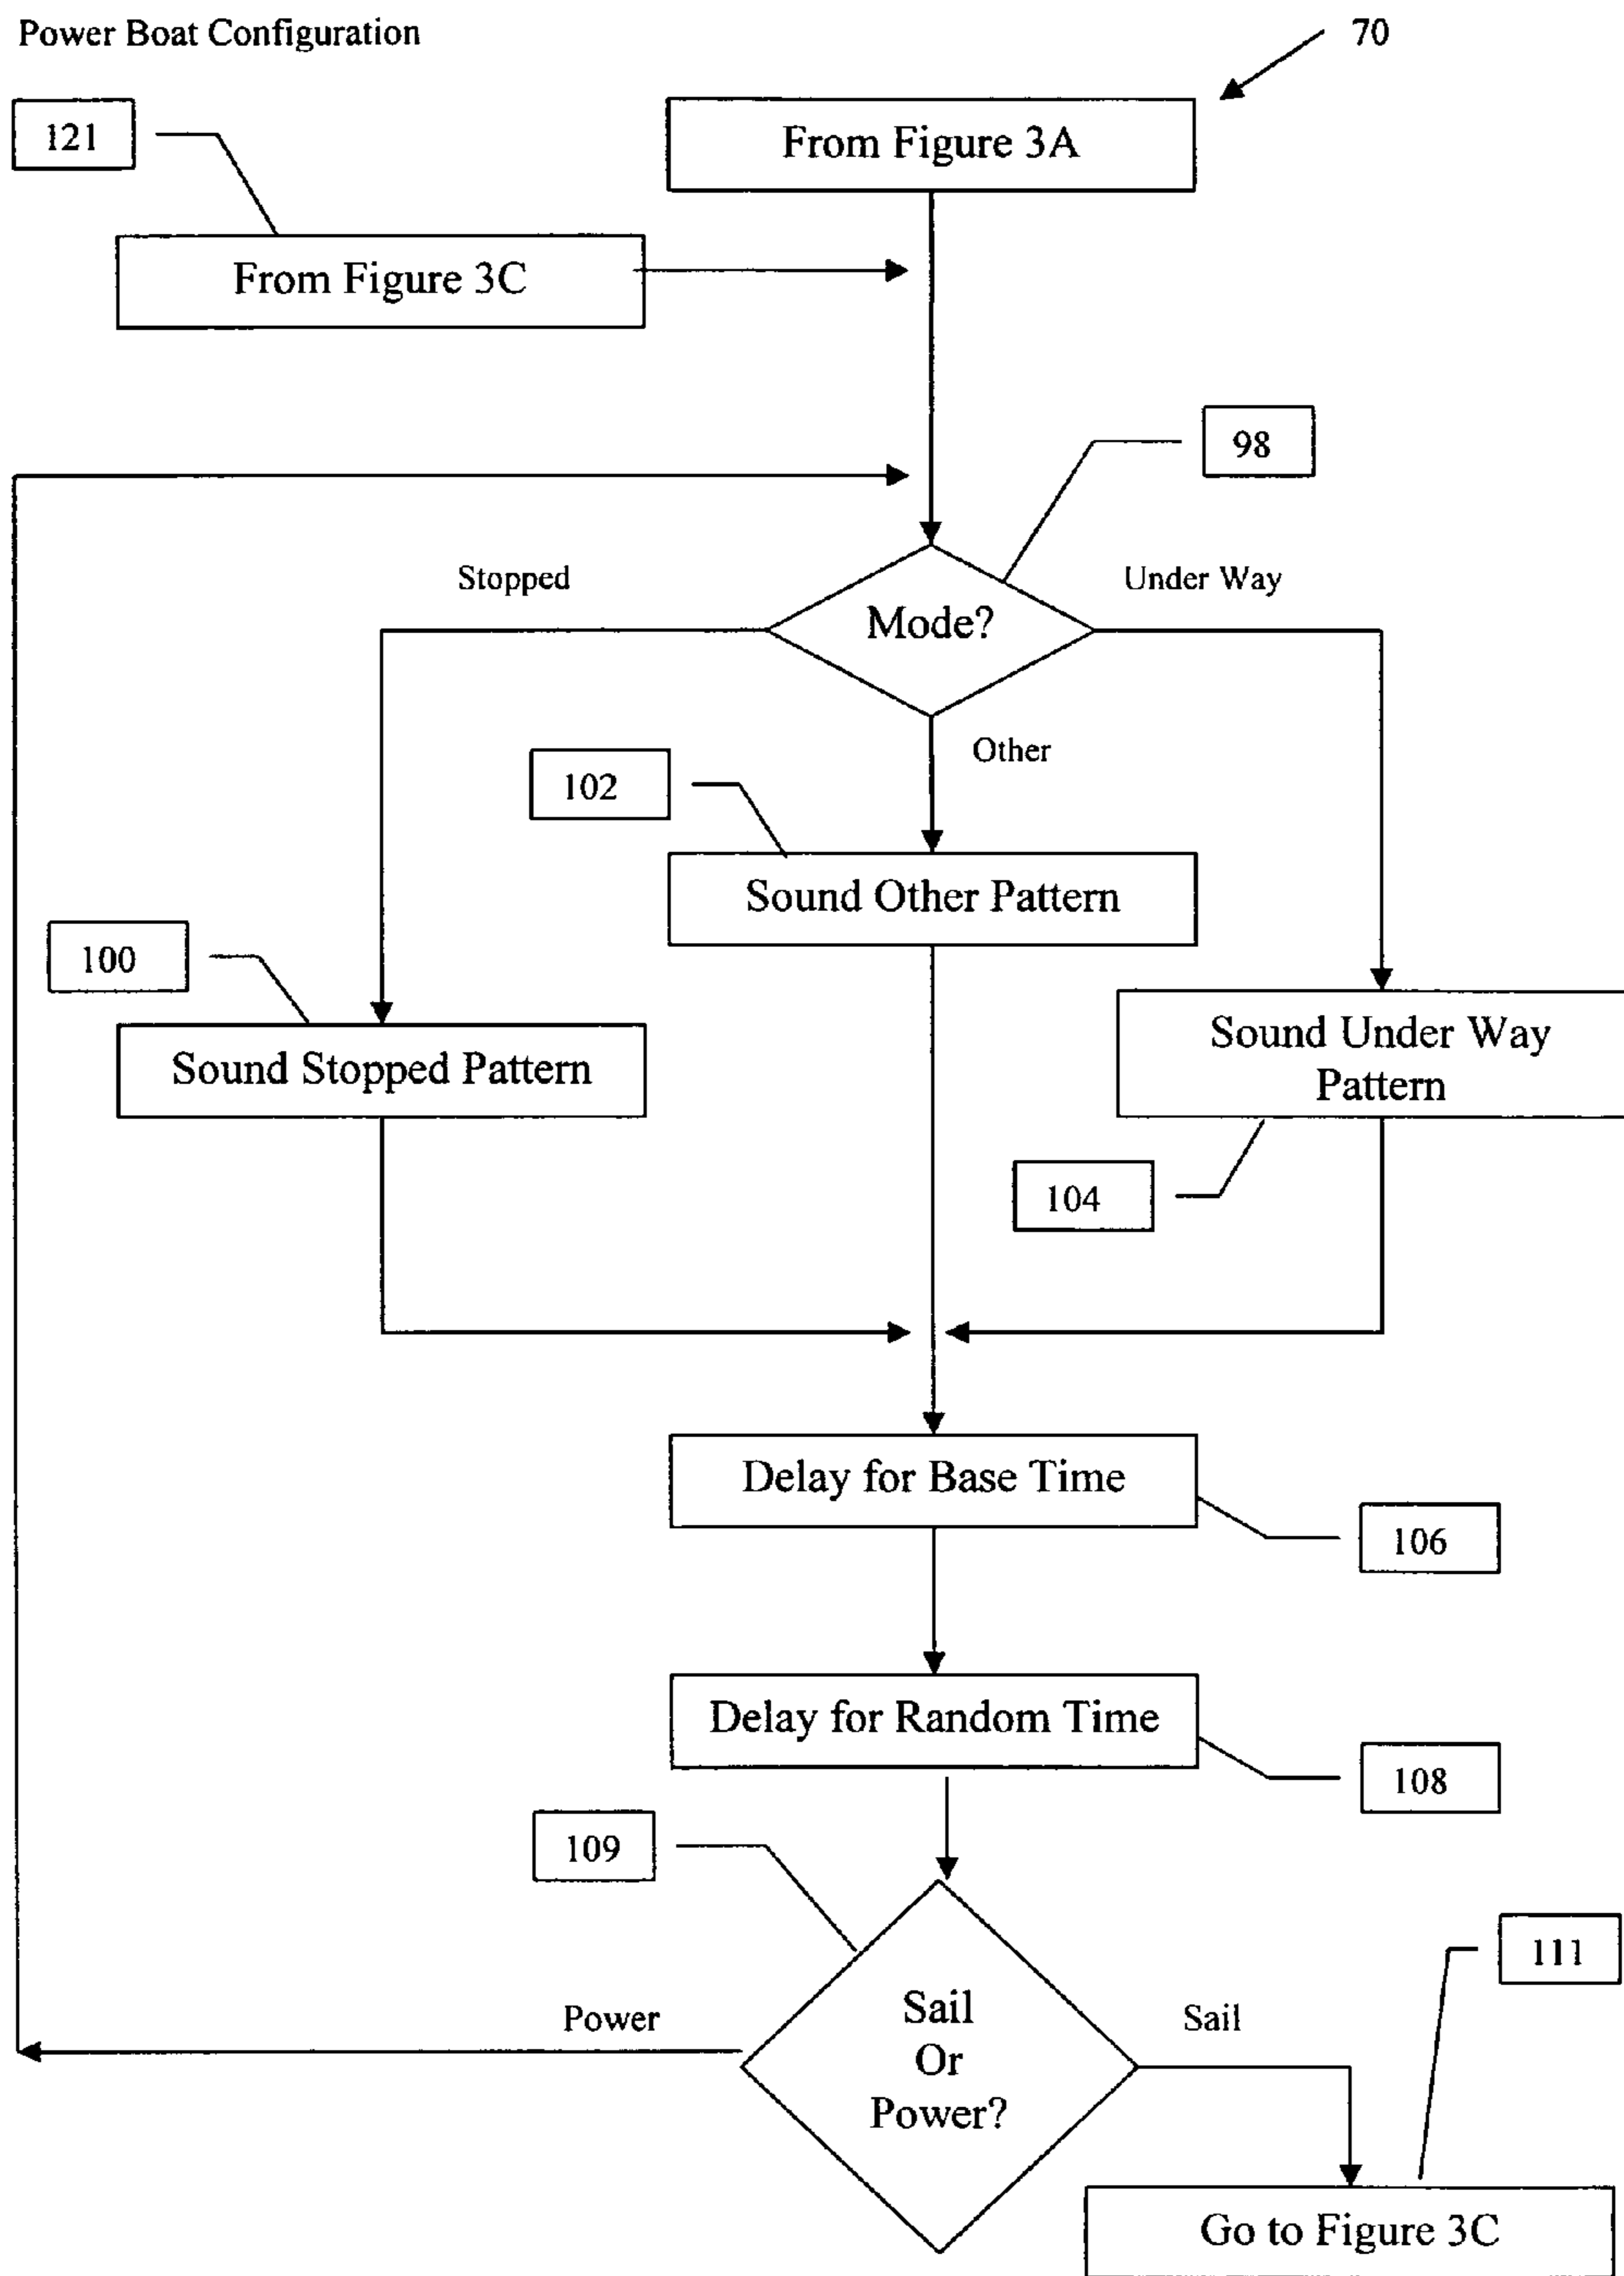 Power Boat Configuration
70
121
From Figure 3A
From Figure 3C
98
Stopped
Under Way
Mode?
Other
102
Sound Other Pattern
100
Sound Stopped Pattern
Sound Under Way
Pattern
104
Delay for Base Time
106
Delay for Random Time
108
109
111
Power
Sail
Sail
Or
Power?
Go to Figure 3C